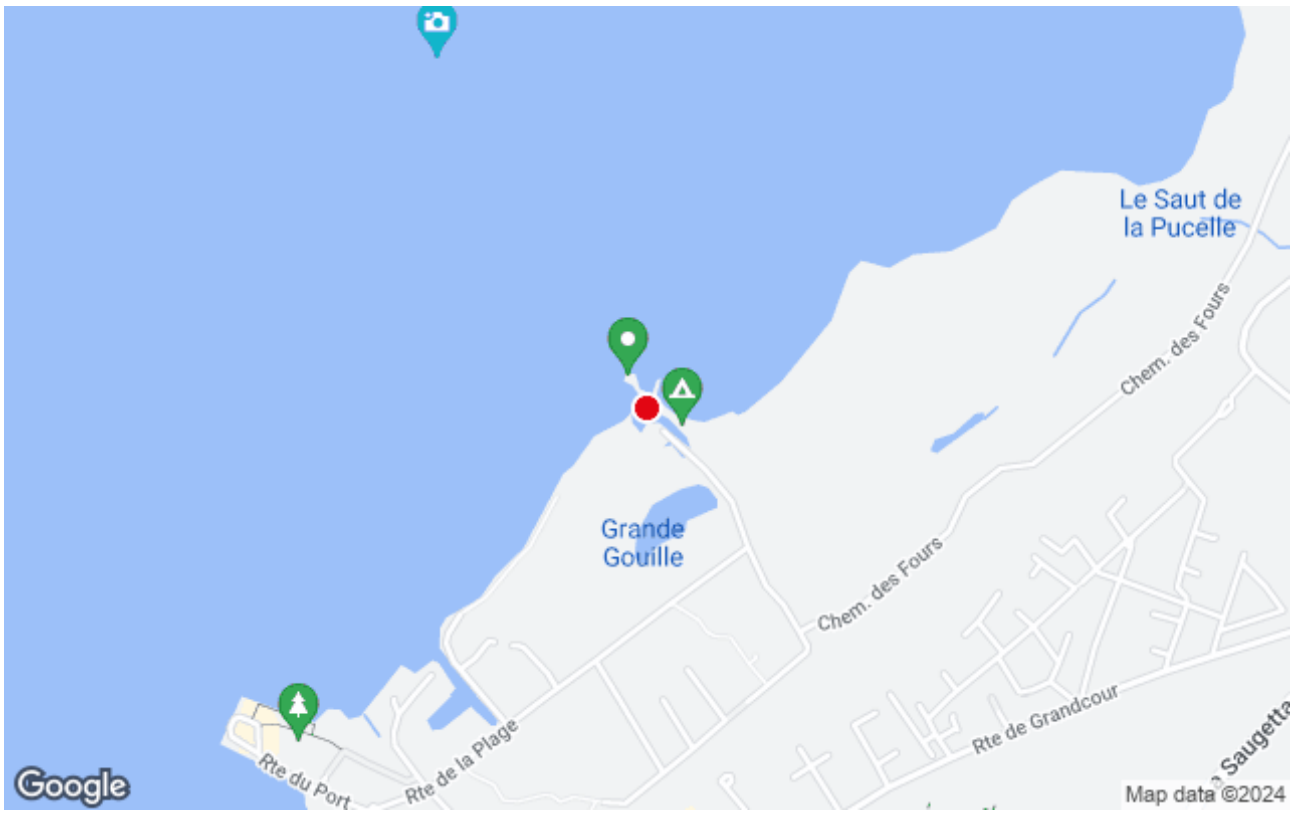 Le Saut de
la Pucelle
Chem. des Fours
Grande
Gouille
Chem. des Fours
Rte de Grandcour
Saugetta
Rte de la Plage
Rte du Port
Google
Map data ©2024